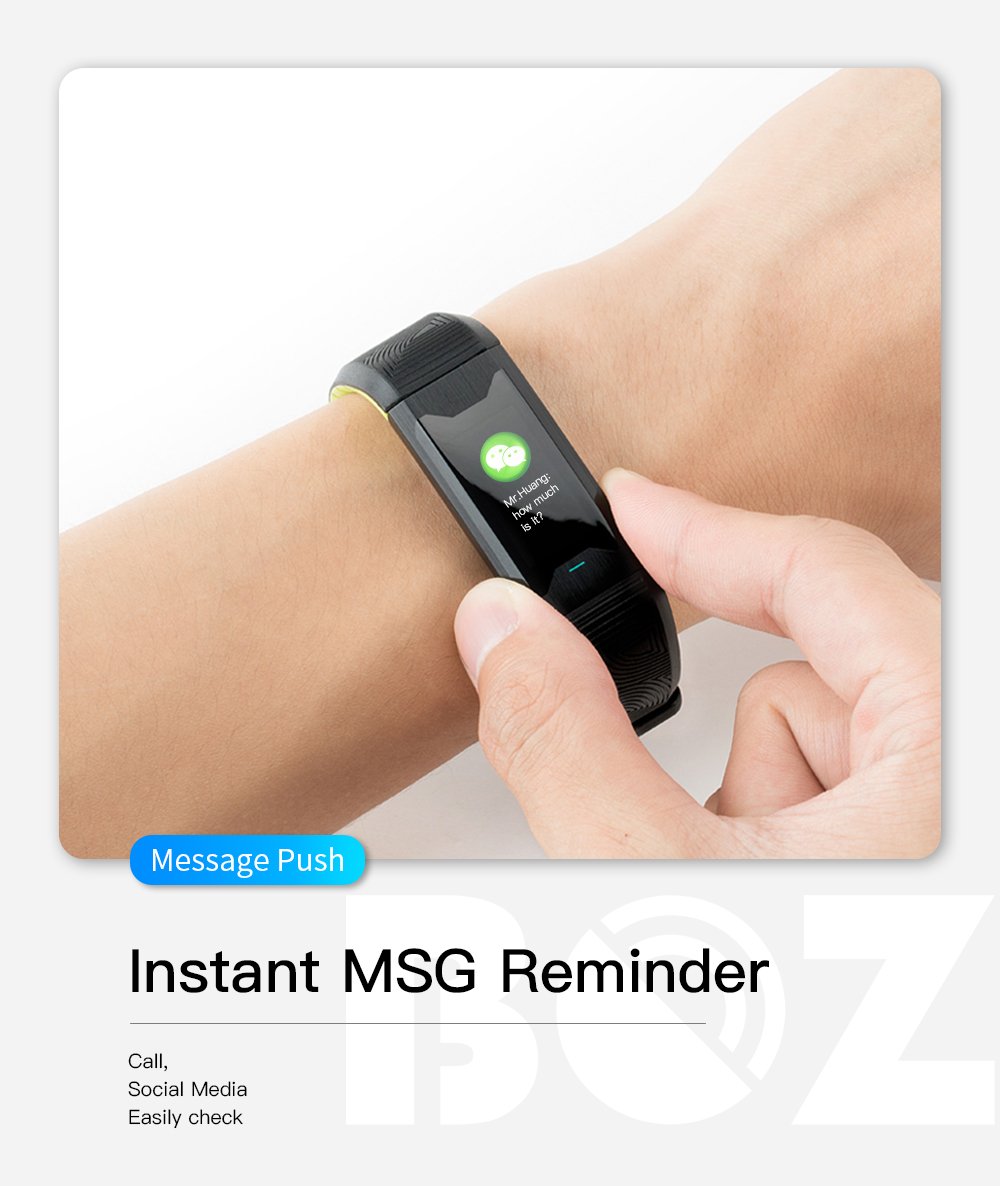 Mr.Huang:
how much
is it?
Message Push
BOZ
Instant MSG Reminder
Call,
Social Media
Easily check